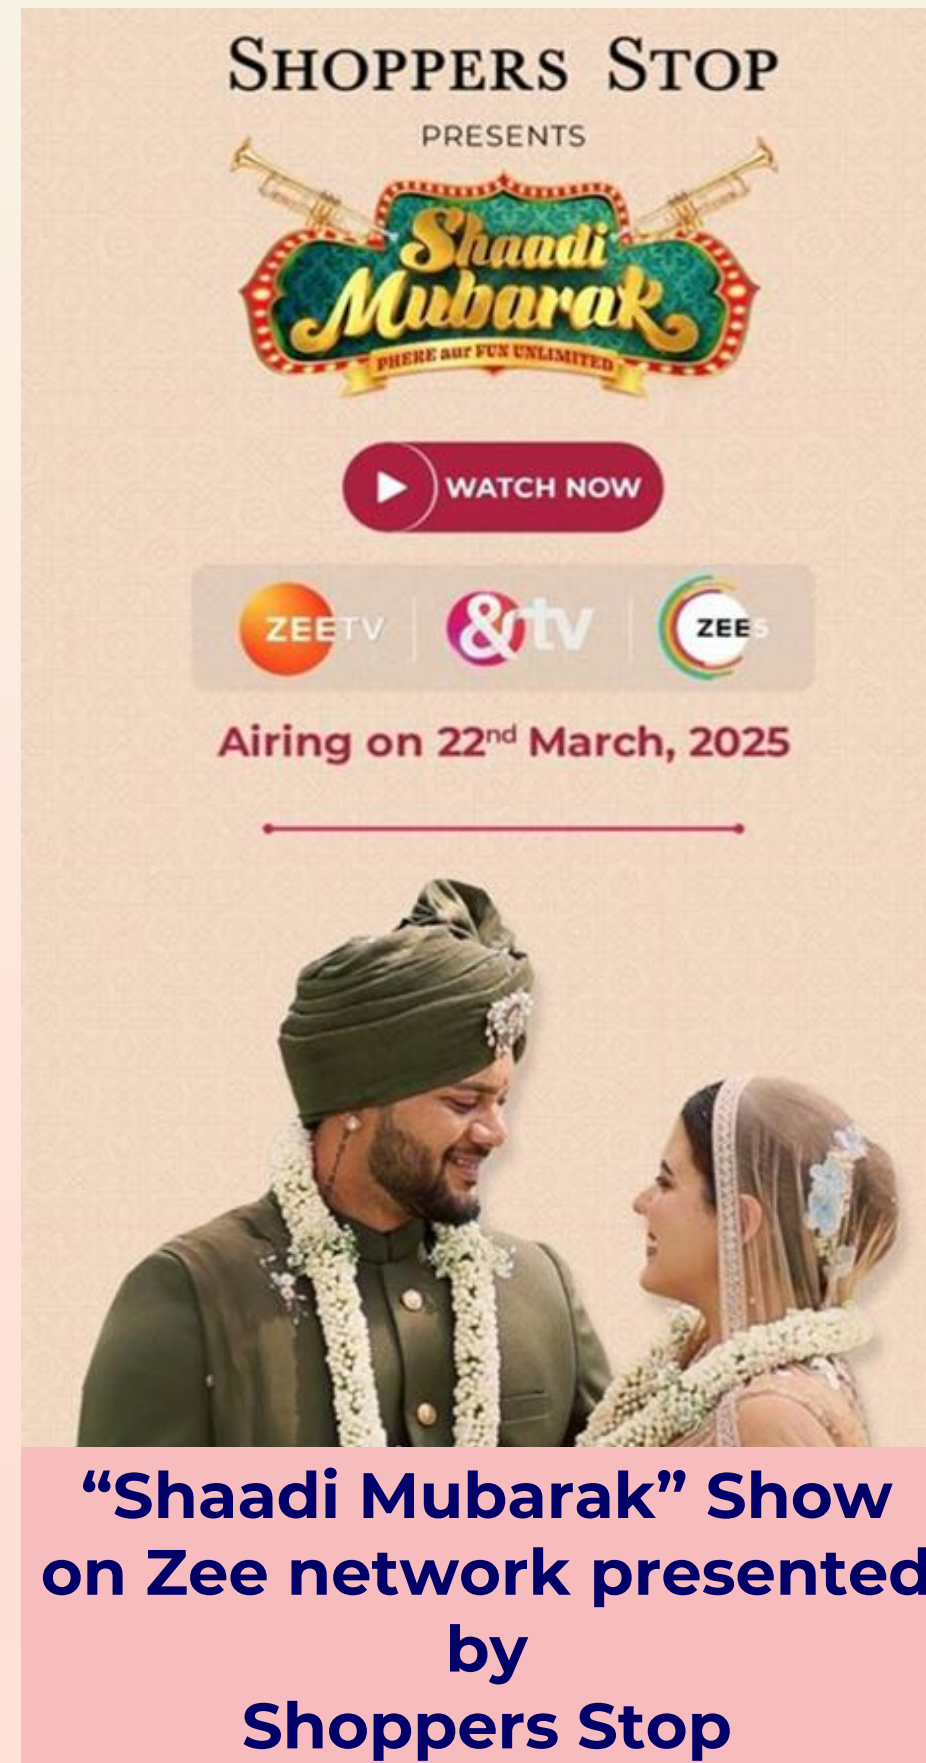 SHOPPERS STOP
PRESENTS
Shaadi
Mubarak
PHERE aur FUN UNLIMITED
WATCH NOW
ZEETV &tv ZEE5
Airing on 22nd March, 2025
“Shaadi Mubarak” Show
on Zee network presented
by
Shoppers Stop